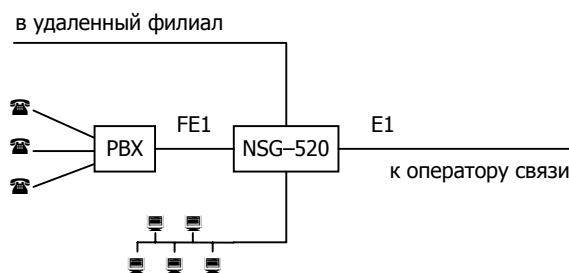 в удаленный филиал
FE1
E1
PBX
NSG–520
к оператору связи